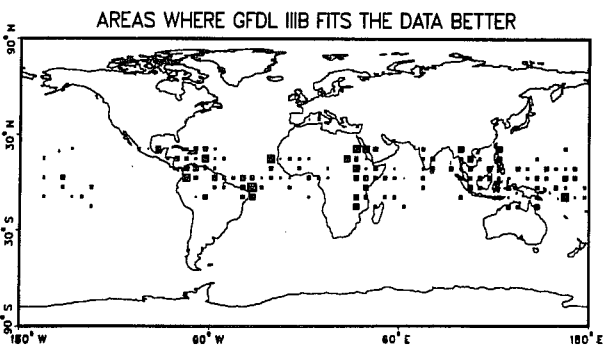 AREAS WHERE GFDL IIIB FITS THE DATA BETTER
90°N
30°N
30°S
90°S
180°W
60°W
60°E
180°E